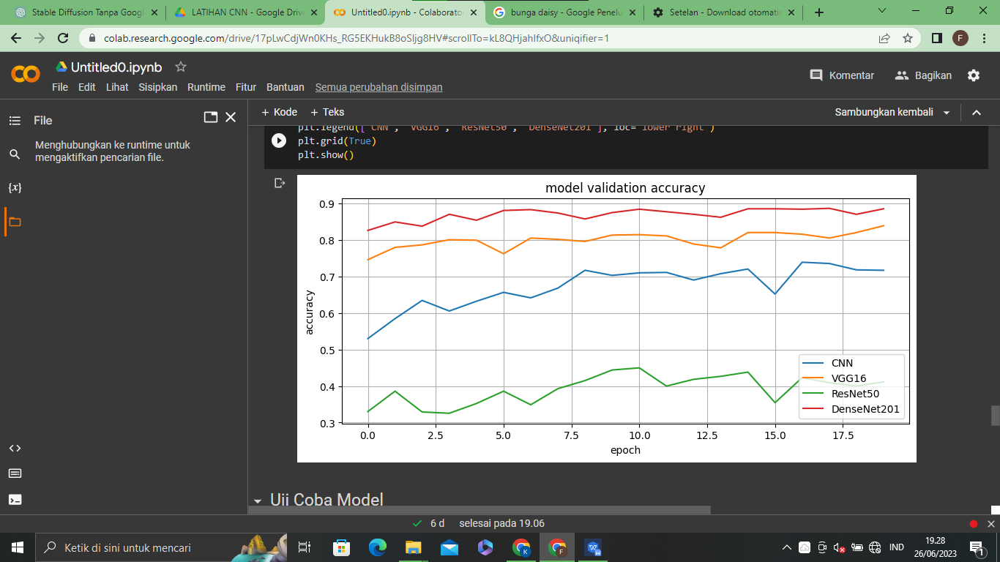 Stable Diffusion Tanpa Googl
LATIHAN CNN - Google Drive
Untitled0.ipynb - Colaborator
bunga daisy - Google Penelu
Setelan - Download otomatis
colab.research.google.com/drive/17pLwCdjWn0KHs_RG5EKHukB8oSIjg8HV#scrollTo=kL8QHjahIfxO&uniqifier=1
F
Untitled0.ipynb
Komentar
Bagikan
File Edit Lihat Sisipkan Runtime Fitur Bantuan Semua perubahan disimpan
File
+ Kode + Teks
Sambungkan kembali
Menghubungkan ke runtime untuk
mengaktifkan pencarian file.
{x}
plt.legend(['CNN', 'VGG16', 'ResNet50', 'DenseNet201'], loc='lower right')
plt.grid(True)
plt.show()
model validation accuracy
0.9
0.8
0.7
0.6
0.5
0.4
0.3
accuracy
CNN
VGG16
ResNet50
DenseNet201
0.0 2.5 5.0 7.5 10.0 12.5 15.0 17.5
epoch
Uji Coba Model
6 d selesai pada 19.06
Ketik di sini untuk mencari
K
F
IND
19.28
26/06/2023
1